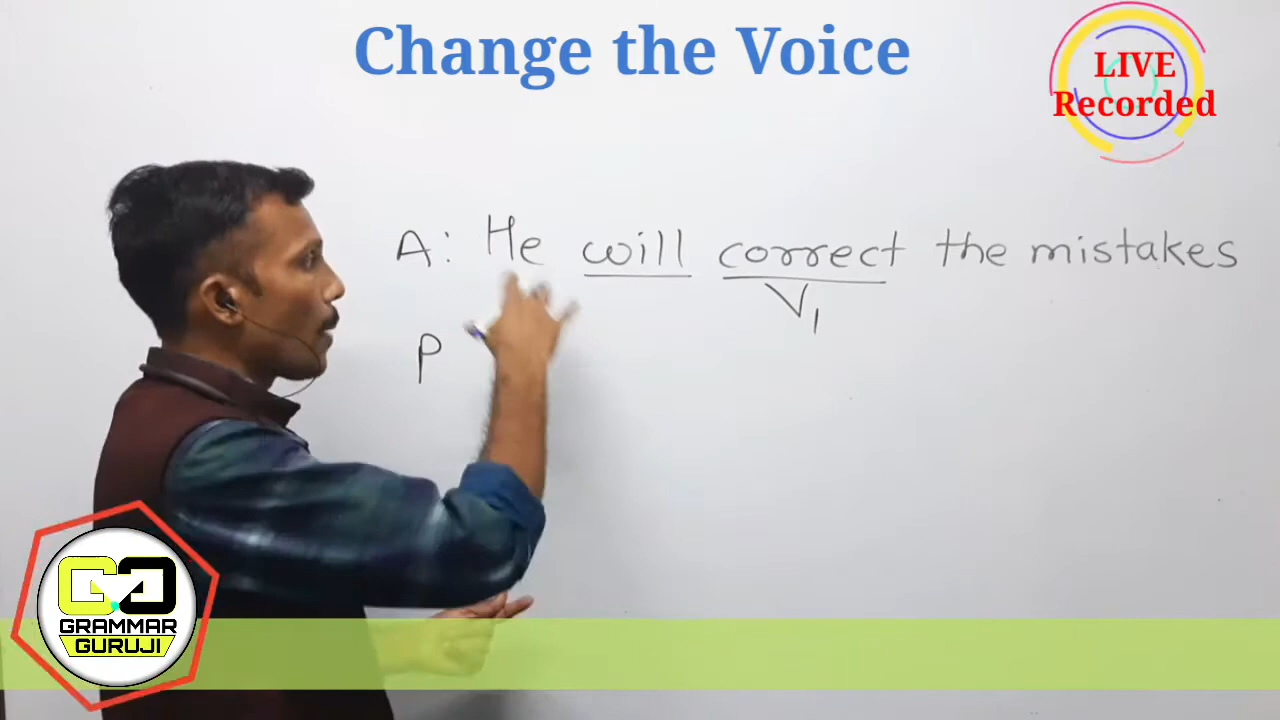 Change the Voice
LIVE
Recorded
A: He will correct the mistakes
V1
P
GRAMMAR
GURUJI